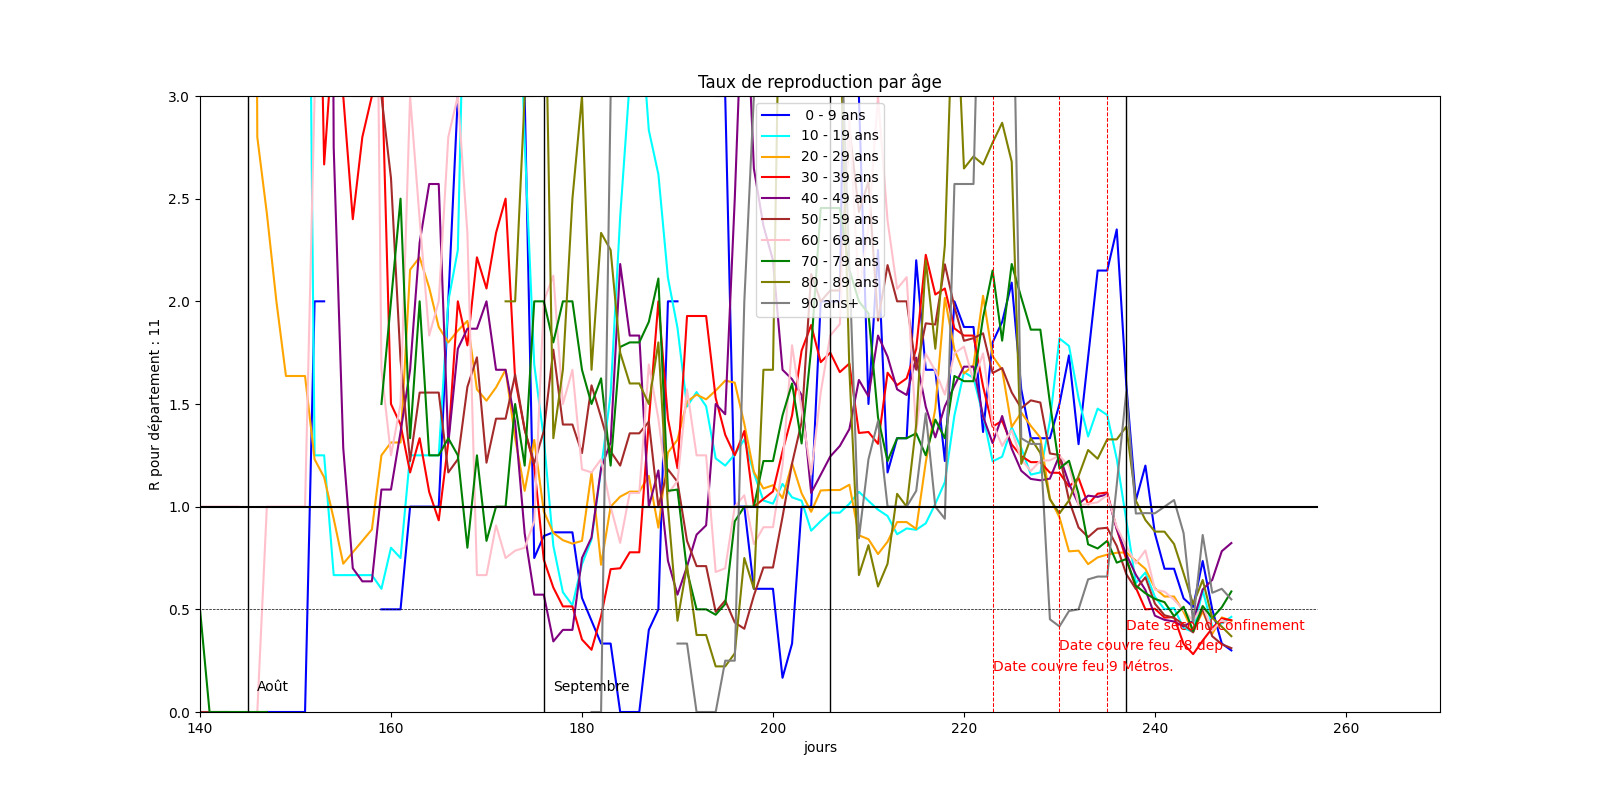 Taux de reproduction par âge
R pour département : 11
3.0
2.5
2.0
1.5
1.0
0.5
0.0
0 - 9 ans
10 - 19 ans
20 - 29 ans
30 - 39 ans
40 - 49 ans
50 - 59 ans
60 - 69 ans
70 - 79 ans
80 - 89 ans
90 ans+
Date second confinement
Date couvre feu 48 dep.
Date couvre feu 9 Métros.
Août
Septembre
140
160
180
200
220
240
260
jours